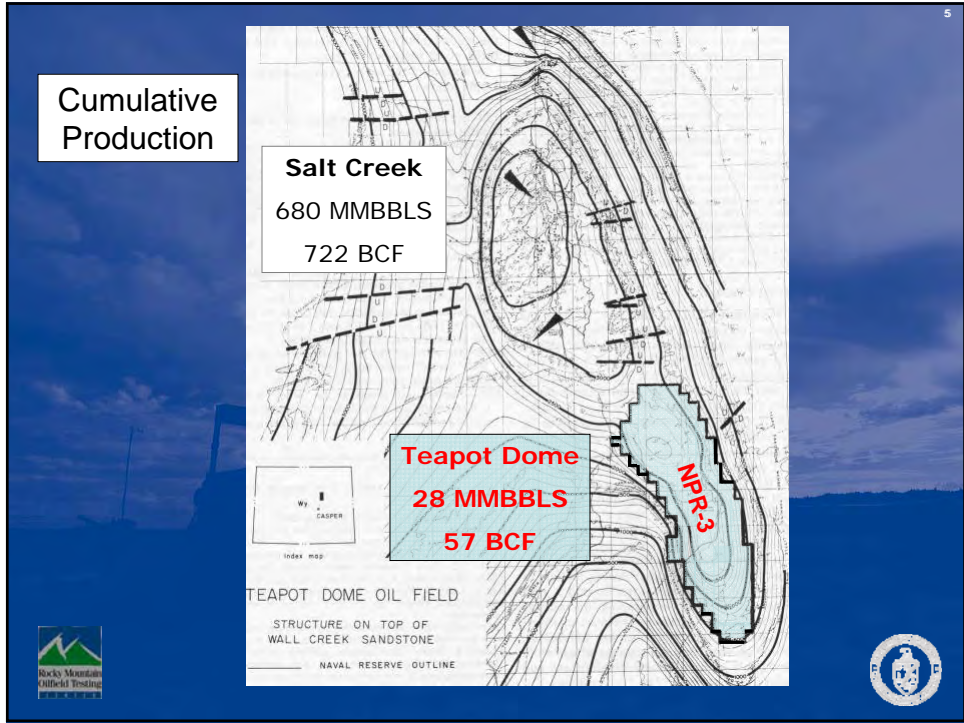 5
Cumulative
Production
Salt Creek
680 MMBBLS
722 BCF
Teapot Dome
28 MMBBLS
57 BCF
NPR-3
Wy.
CASPER
Index map
TEAPOT DOME OIL FIELD
STRUCTURE ON TOP OF
WALL CREEK SANDSTONE
NAVAL RESERVE OUTLINE
D
U
D
U
D
U
D
U
U
D
Rocky Mountain
Oilfield Testing
CENTER